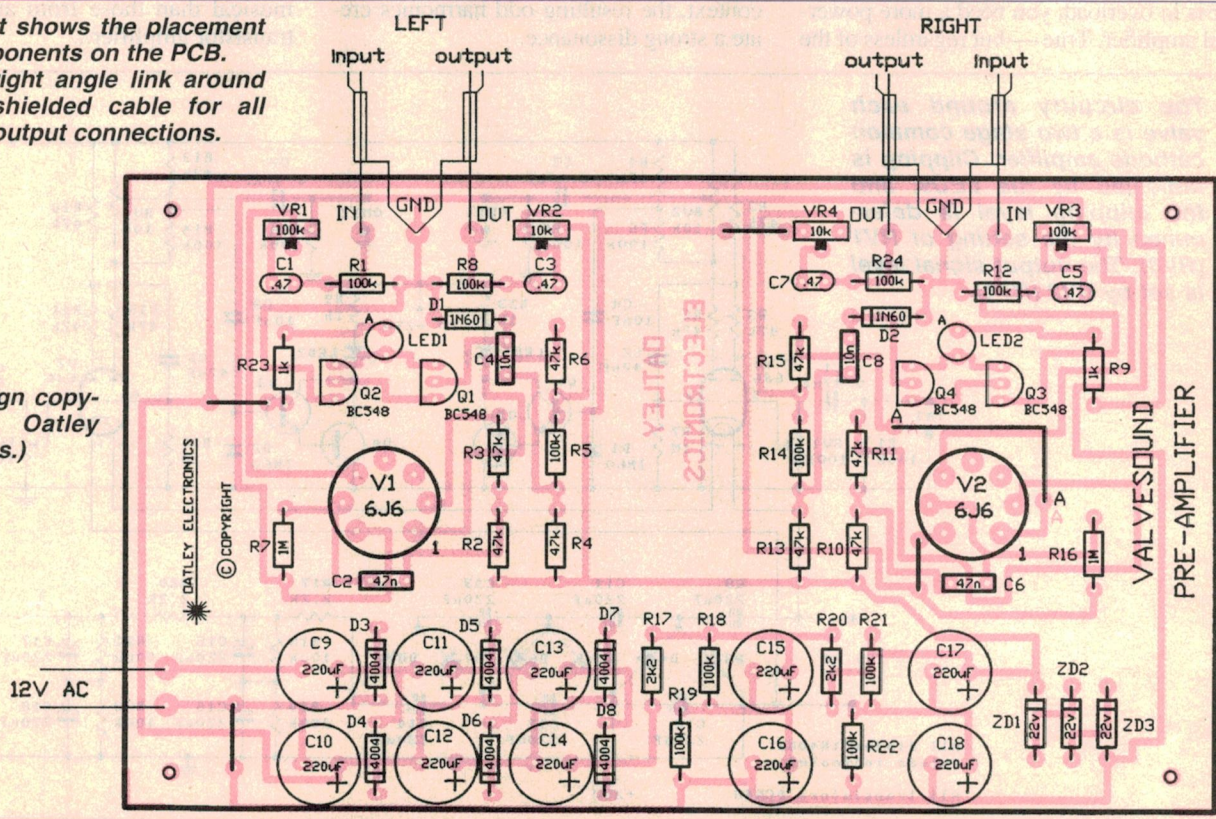 t shows the placement
ponents on the PCB.
ight angle link around
shielded cable for all
output connections.
gn copy-
Oatley
s.)
LEFT
input output
RIGHT
output input
VR1 IN GND OUT VR2
100k 10k
C1 R1 R8 C3
.47 100k 100k .47
D1
1N60
A LED1
C4 10n
R6 47k
R23 1k
Q2 BC548
Q1 BC548
R3 47k
R5 100k
V1
6J6
1
R7 1M
R2 47k
R4 47k
C2 47n
VR4 OUT GND IN VR3
10k 100k
C7 R24 R12 C5
.47 100k 100k .47
1N60
D2
A LED2
R15 47k
10n C8
Q4 BC548
Q3 BC548
1k R9
A
R14 100k
47k R11
V2
6J6
A
A
1
R13 47k
R10 47k
R16 1M
47n C6
OATLEY ELECTRONICS
© COPYRIGHT
OATLEY
ELECTRONICS
VALVESOUND
PRE-AMPLIFIER
12V AC
C9 220uF +
D3 4004
C11 220uF +
D5 4004
C13 220uF +
D7 4004
R17 2k2
R18 100k
C15 220uF +
R20 2k2
R21 100k
C17 220uF +
C10 220uF +
D4 4004
C12 220uF +
D6 4004
C14 220uF +
D8 4004
R19 100k
C16 220uF +
100k R22
C18 220uF +
ZD2
ZD1 22v 22v 22v ZD3